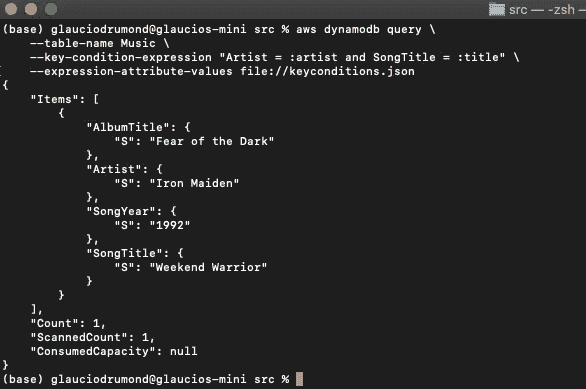 src — -zsh
(base) glauciodrumond@glaucios-mini src % aws dynamodb query \
    --table-name Music \
    --key-condition-expression "Artist = :artist and SongTitle = :title" \
    --expression-attribute-values file://keyconditions.json
{
    "Items": [
        {
            "AlbumTitle": {
                "S": "Fear of the Dark"
            },
            "Artist": {
                "S": "Iron Maiden"
            },
            "SongYear": {
                "S": "1992"
            },
            "SongTitle": {
                "S": "Weekend Warrior"
            }
        }
    ],
    "Count": 1,
    "ScannedCount": 1,
    "ConsumedCapacity": null
}
(base) glauciodrumond@glaucios-mini src %